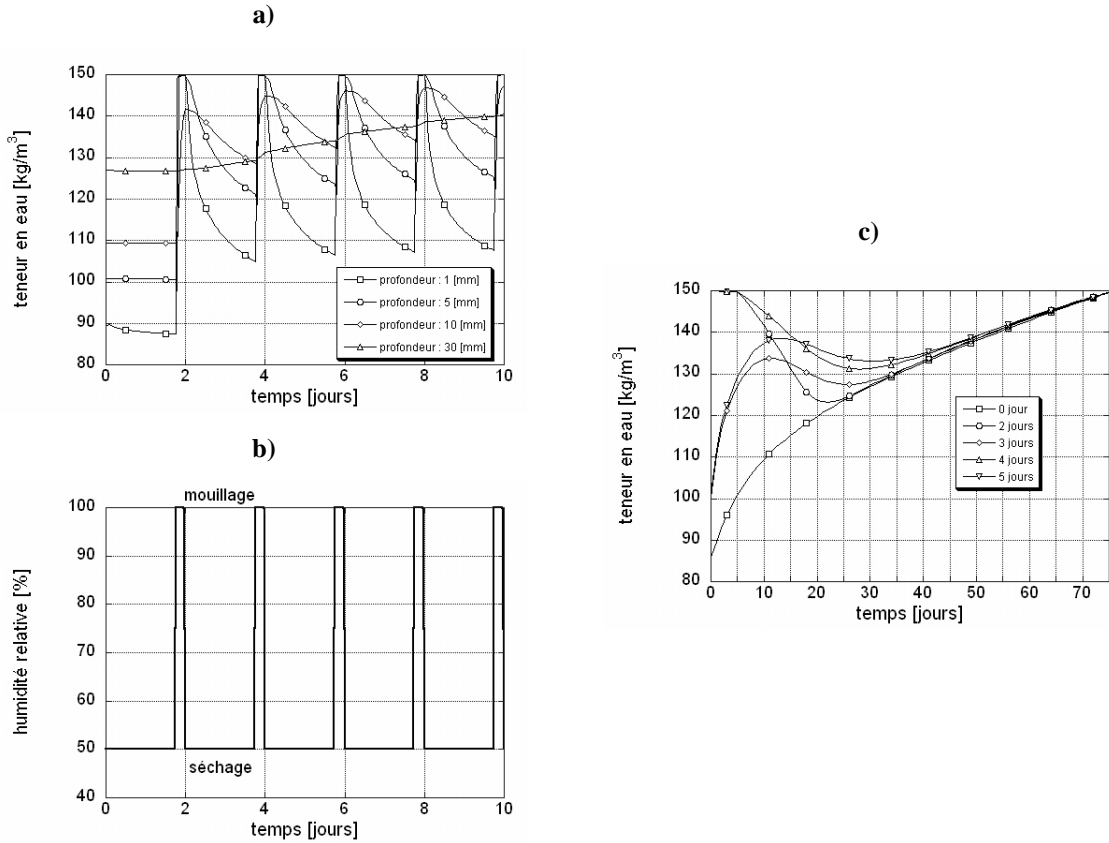 a)
teneur en eau [kg/m³]
150
140
130
120
110
100
90
80
profondeur : 1 [mm]
profondeur : 5 [mm]
profondeur : 10 [mm]
profondeur : 30 [mm]
0 2 4 6 8 10
temps [jours]
b)
humidité relative [%]
100
90
80
70
60
50
40
mouillage
séchage
0 2 4 6 8 10
temps [jours]
c)
teneur en eau [kg/m³]
150
140
130
120
110
100
90
80
0 jour
2 jours
3 jours
4 jours
5 jours
0 10 20 30 40 50 60 70
temps [jours]